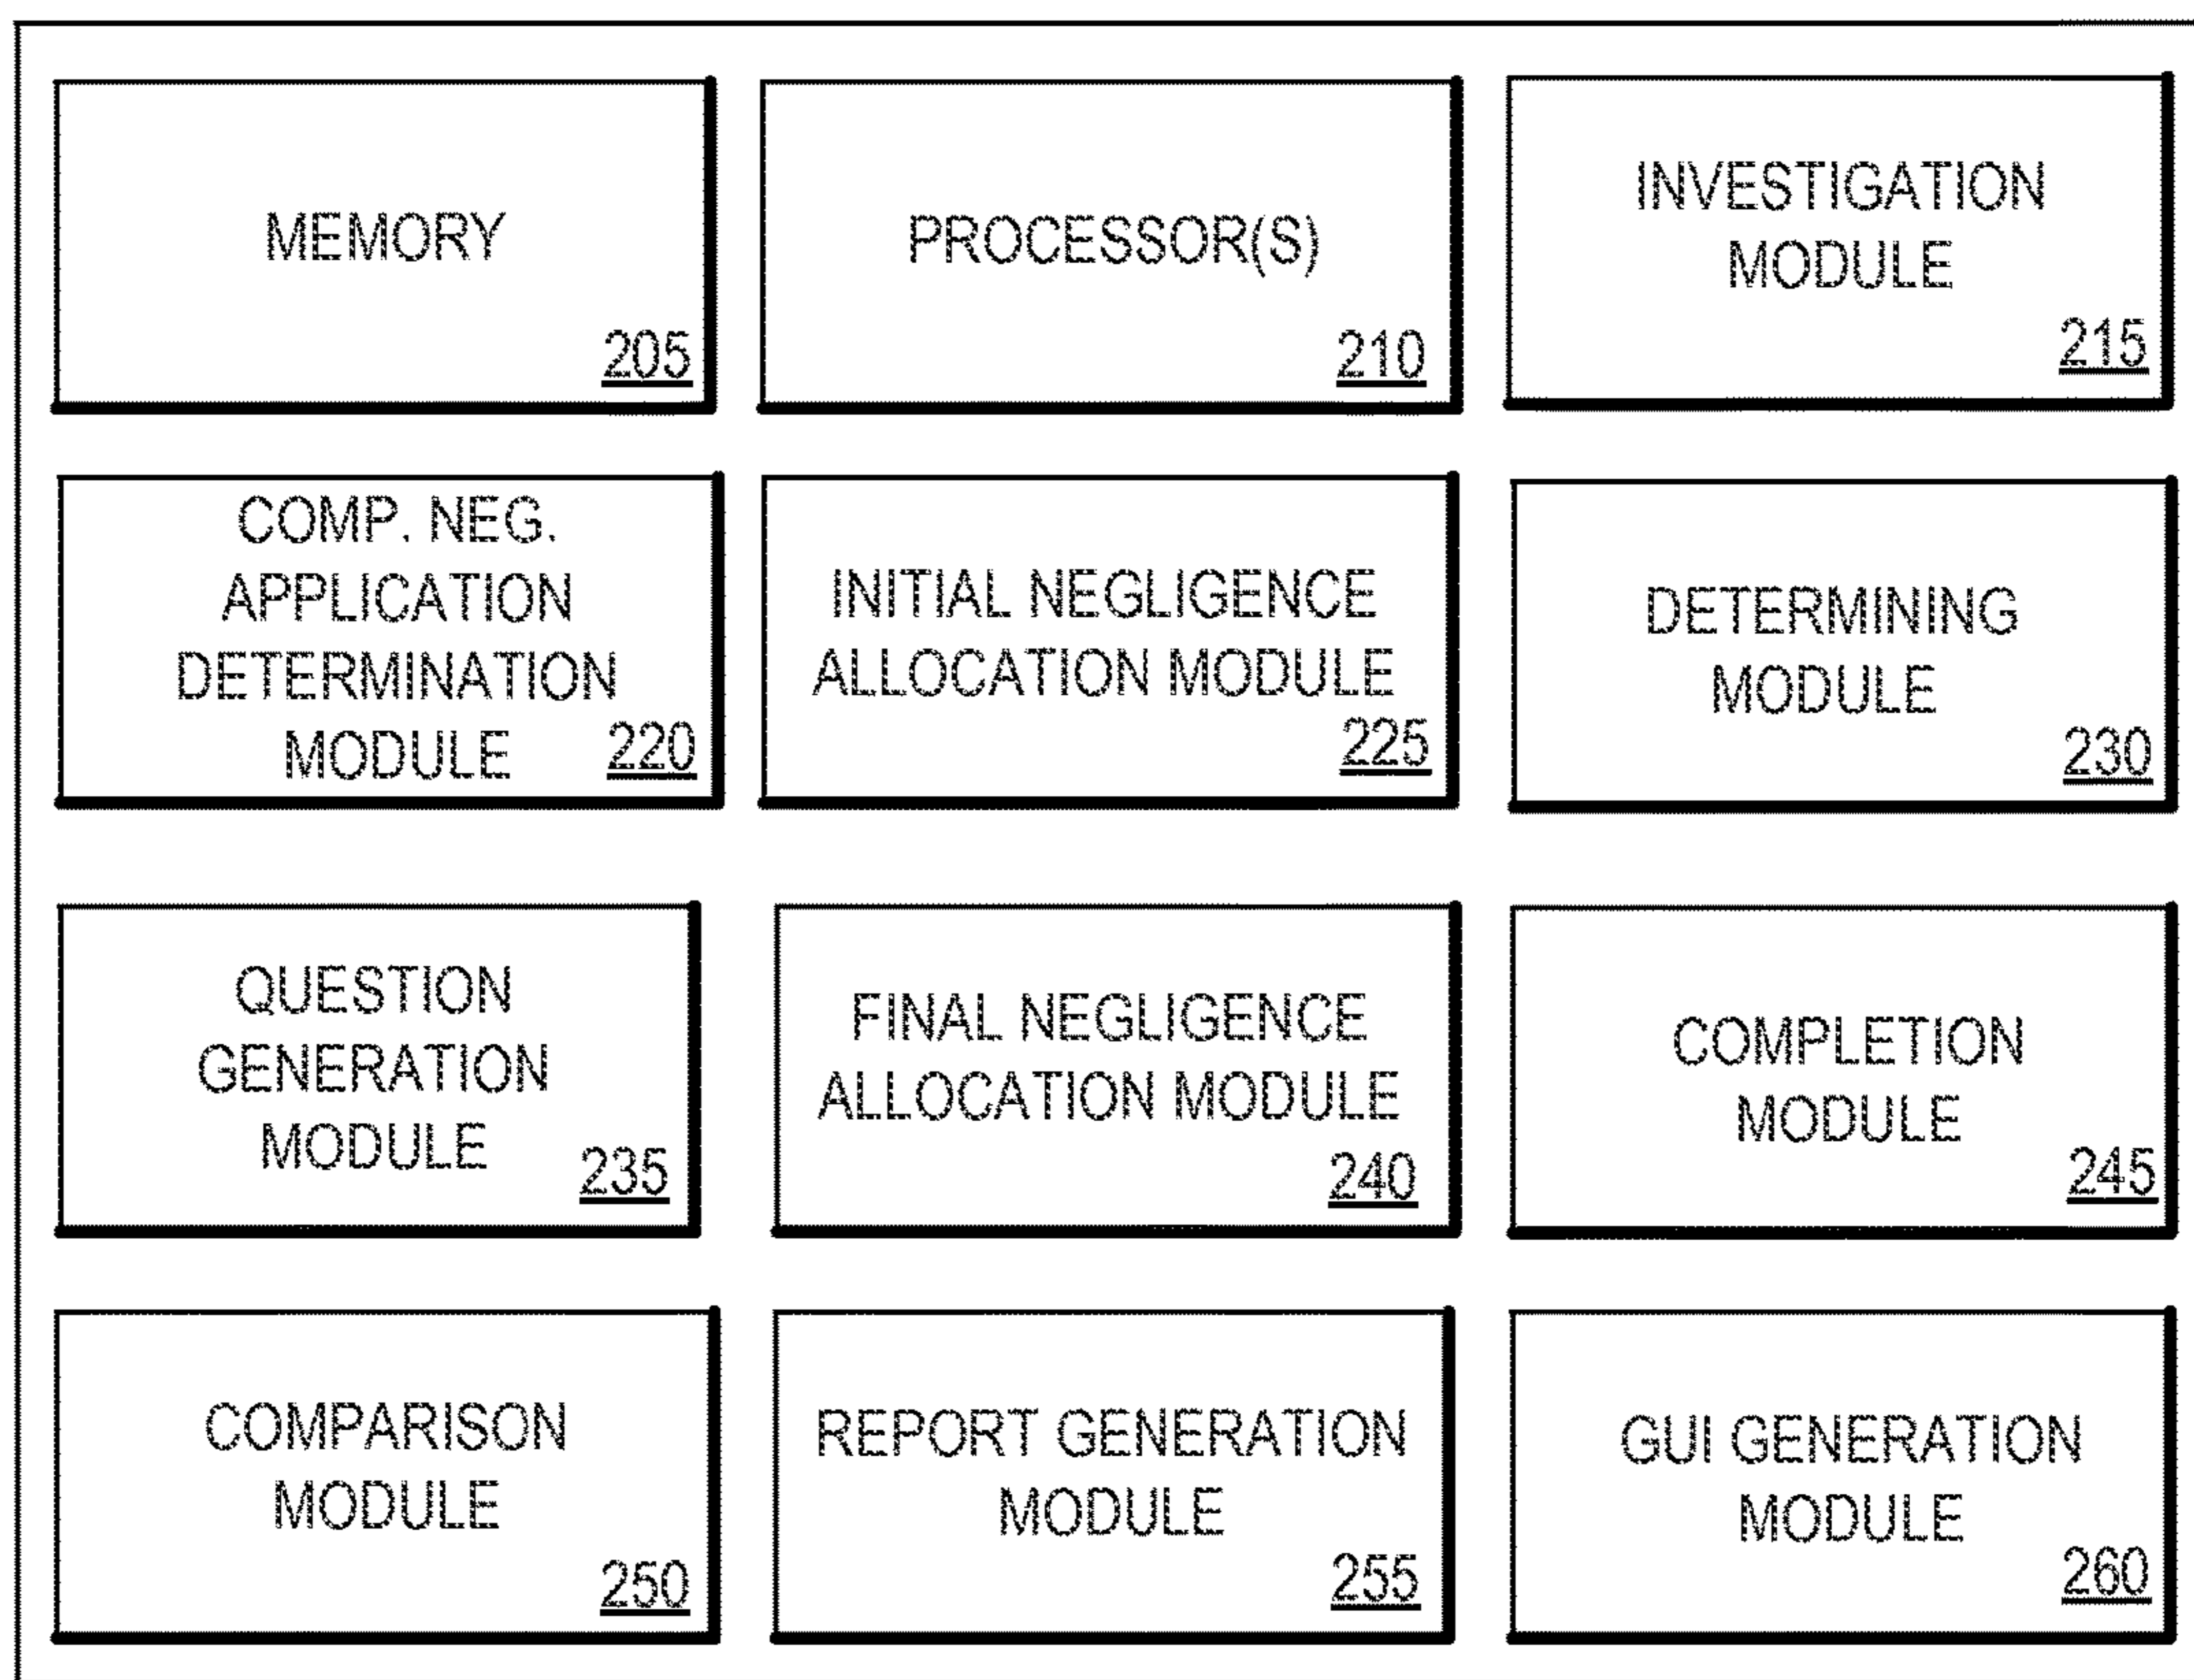 MEMORY
205
PROCESSOR(S)
210
INVESTIGATION
MODULE
215
COMP. NEG.
APPLICATION
DETERMINATION
MODULE
220
INITIAL NEGLIGENCE
ALLOCATION MODULE
225
DETERMINING
MODULE
230
QUESTION
GENERATION
MODULE
235
FINAL NEGLIGENCE
ALLOCATION MODULE
240
COMPLETION
MODULE
245
COMPARISON
MODULE
250
REPORT GENERATION
MODULE
255
GUI GENERATION
MODULE
260